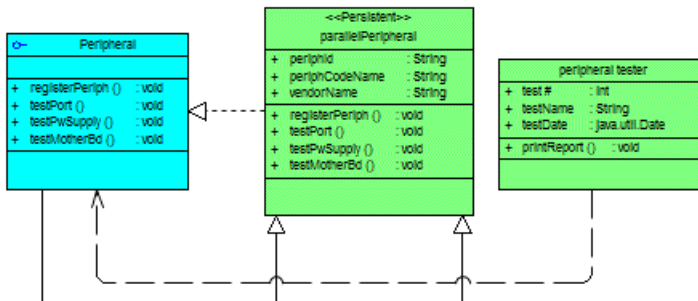 Peripheral
+ registerPeriph () : void
+ testPort () : void
+ testPwSupply () : void
+ testMotherBd () : void
<<Persistent>>
parallelPeripheral
+ periphId : String
+ periphCodeName : String
+ vendorName : String
+ registerPeriph () : void
+ testPort () : void
+ testPwSupply () : void
+ testMotherBd () : void
peripheral tester
+ test # : int
+ testName : String
+ testDate : java.util.Date
+ printReport () : void